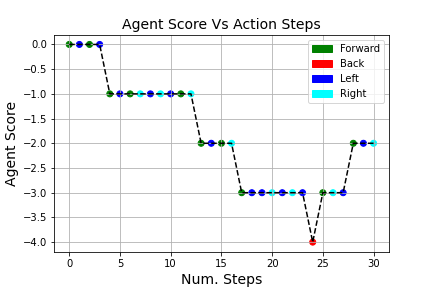 Agent Score Vs Action Steps
Agent Score
0.0
−0.5
−1.0
−1.5
−2.0
−2.5
−3.0
−3.5
−4.0
Forward
Back
Left
Right
0 5 10 15 20 25 30
Num. Steps